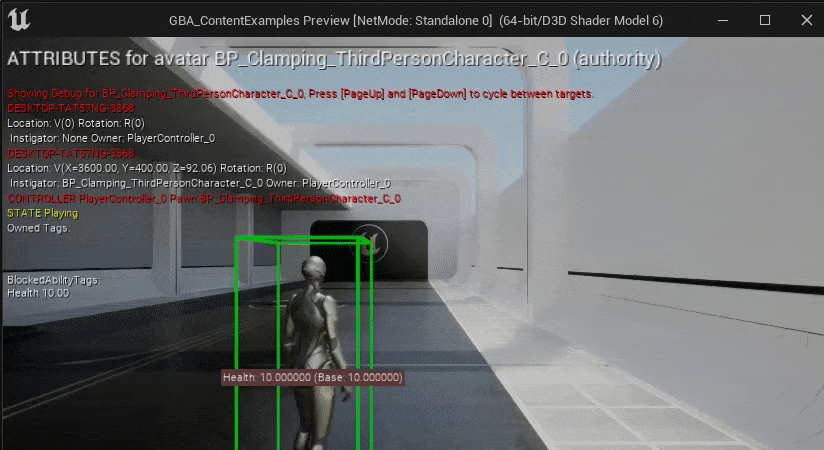 GBA_ContentExamples Preview [NetMode: Standalone 0] (64-bit/D3D Shader Model 6)
ATTRIBUTES for avatar BP_Clamping_ThirdPersonCharacter_C_0 (authority)
Showing Debug for BP_Clamping_ThirdPersonCharacter_C_0, Press [PageUp] and [PageDown] to cycle between targets.
DESKTOP-TAT57NG-3368
Location: V(0) Rotation: R(0)
Instigator: None Owner: PlayerController_0
DESKTOP-TAT57NG-3368
Location: V(X=3600.00, Y=400.00, Z=92.06) Rotation: R(0)
Instigator: BP_Clamping_ThirdPersonCharacter_C_0 Owner: PlayerController_0
CONTROLLER PlayerController_0 Pawn BP_Clamping_ThirdPersonCharacter_C_0
STATE Playing
Owned Tags:
BlockedAbilityTags:
Health 10.00
Health: 10.000000 (Base: 10.000000)